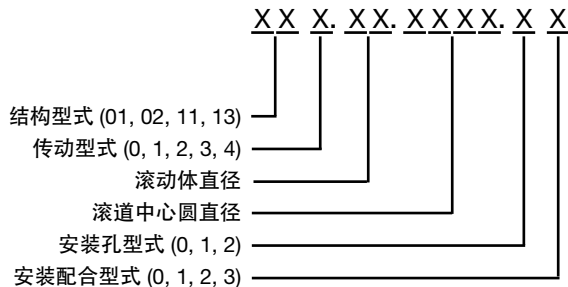 XX X. XX. XXXX. X X
结构型式 (01, 02, 11, 13)
传动型式 (0, 1, 2, 3, 4)
滚动体直径
滚道中心圆直径
安装孔型式 (0, 1, 2)
安装配合型式 (0, 1, 2, 3)